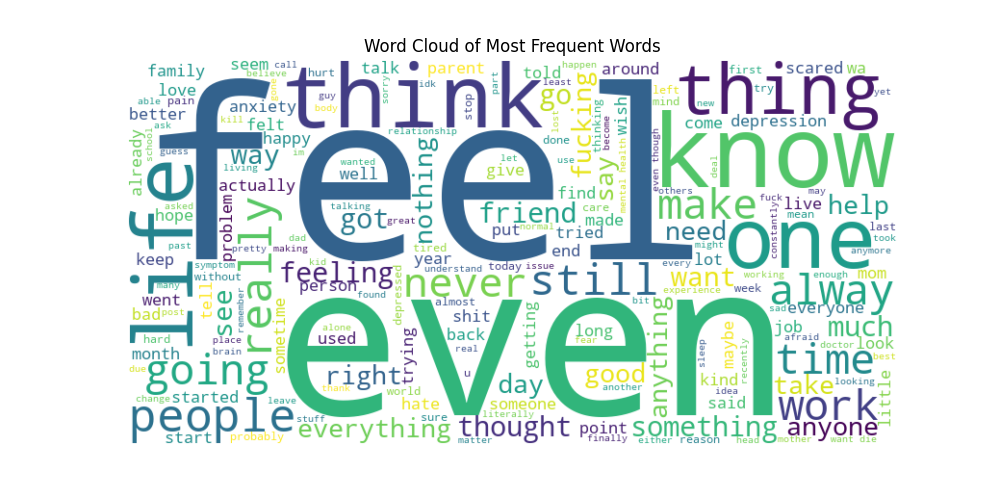 Word Cloud of Most Frequent Words
family seem believe call hurt idk talk parent told around scared wa first try yet
love think go thing
able pain sorry stop guy part least happen left mind new
better anxiety gone body lost fucking thinking wish become come depression
ask school kill felt happy relationship done know
guess living im wanted let use say even though deal others may
already way well give find mental health make fuck live help
life feel actually talking nothing care mean
hope problem asked got great friend made need constantly last
past pretty making dad put normal tried might one took
keep really tired year end lot anymore
symptom without kid feeling understand today issue every working enough mom
many tell person never still want alway
went remember found depressed almost bit experience week sad everyone
bad post see sometime even shit getting anything job much
hard place alone used trying back long maybe afraid look
month brain real fear sleep recently doctor time best
due going right u good kind idea take looking
change started thank world day another said work little
people leave hate someone
stuff sure literally
start probably everything thought point something anyone
matter finally either reason head mother want die